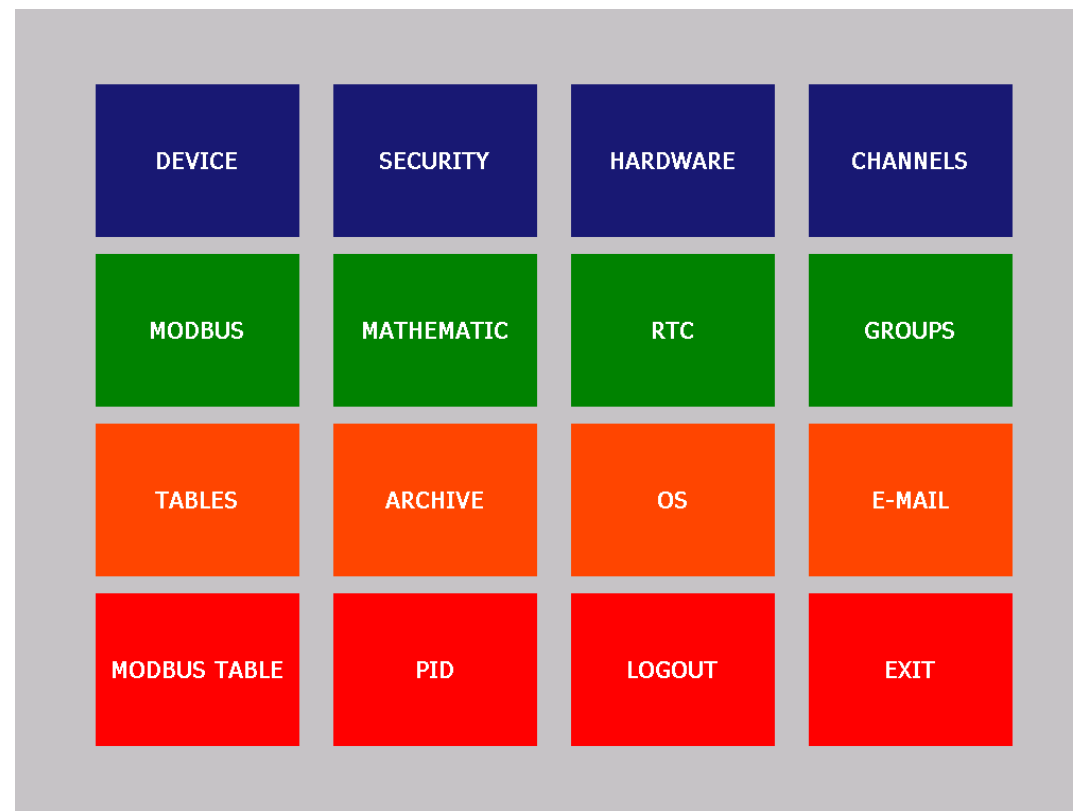 DEVICE
SECURITY
HARDWARE
CHANNELS
MODBUS
MATHEMATIC
RTC
GROUPS
TABLES
ARCHIVE
OS
E-MAIL
MODBUS TABLE
PID
LOGOUT
EXIT